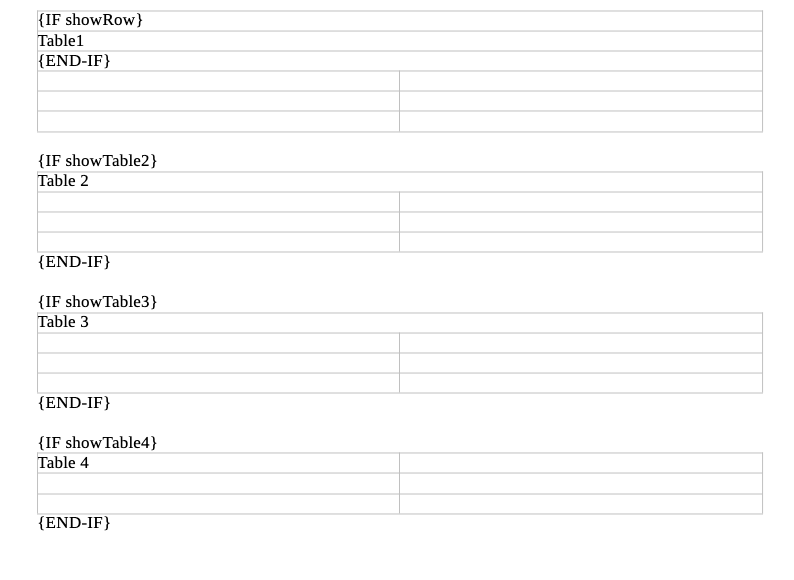 {IF showRow}
Table1
{END-IF}
{IF showTable2}
Table 2
{END-IF}
{IF showTable3}
Table 3
{END-IF}
{IF showTable4}
Table 4
{END-IF}